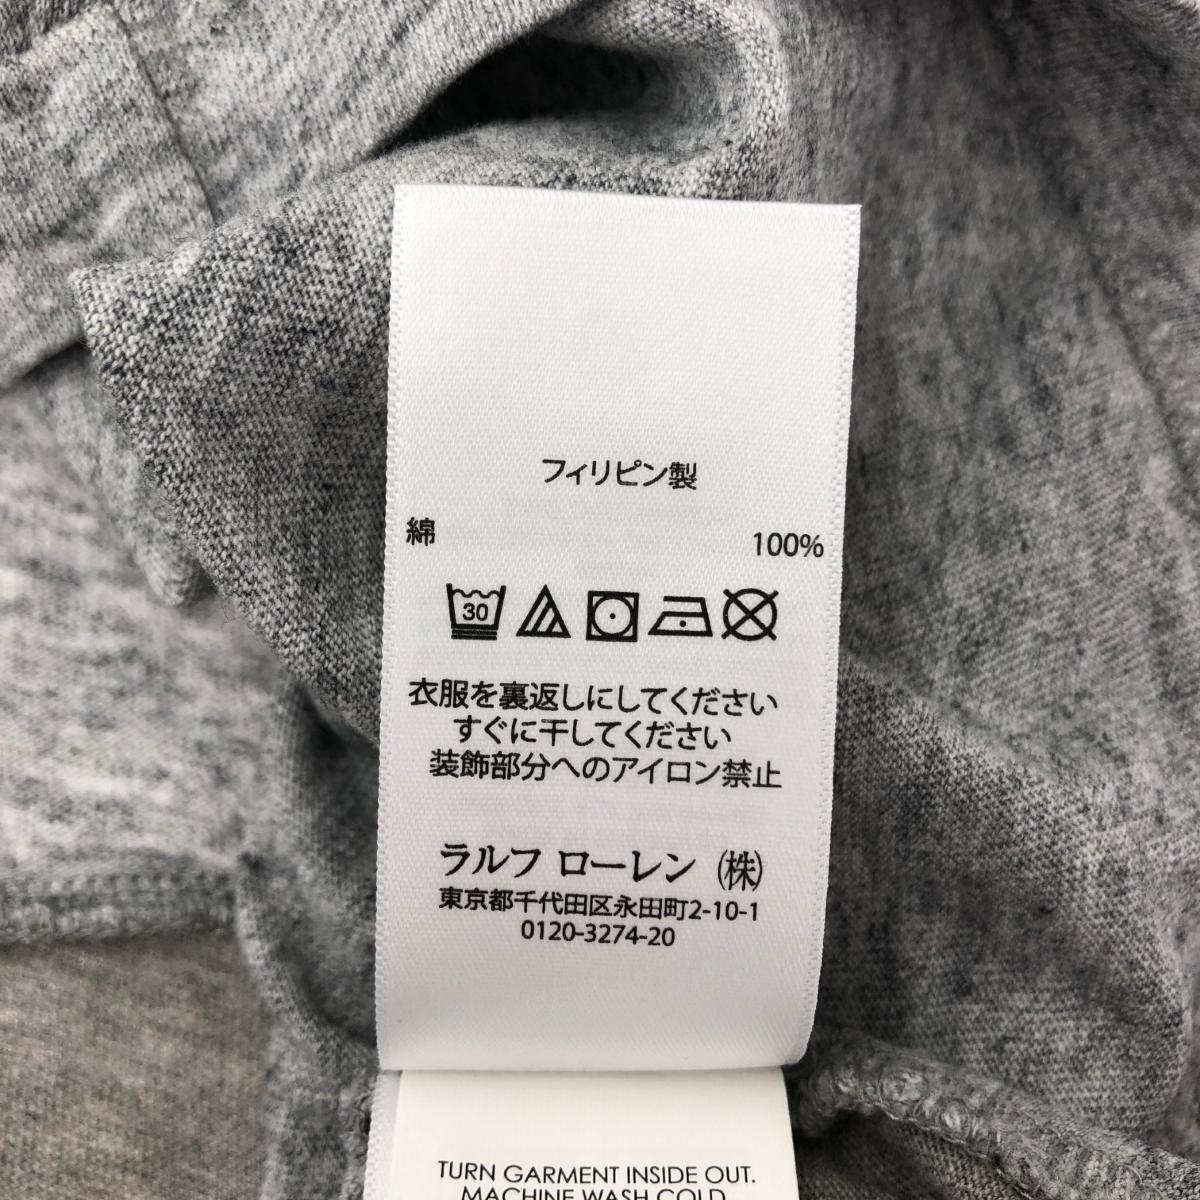 フィリピン製
綿 100%
30
衣服を裏返しにしてください
すぐに干してください
装飾部分へのアイロン禁止
ラルフ ローレン (株)
東京都千代田区永田町2-10-1
0120-3274-20
TURN GARMENT INSIDE OUT.
MACHINE WASH COLD